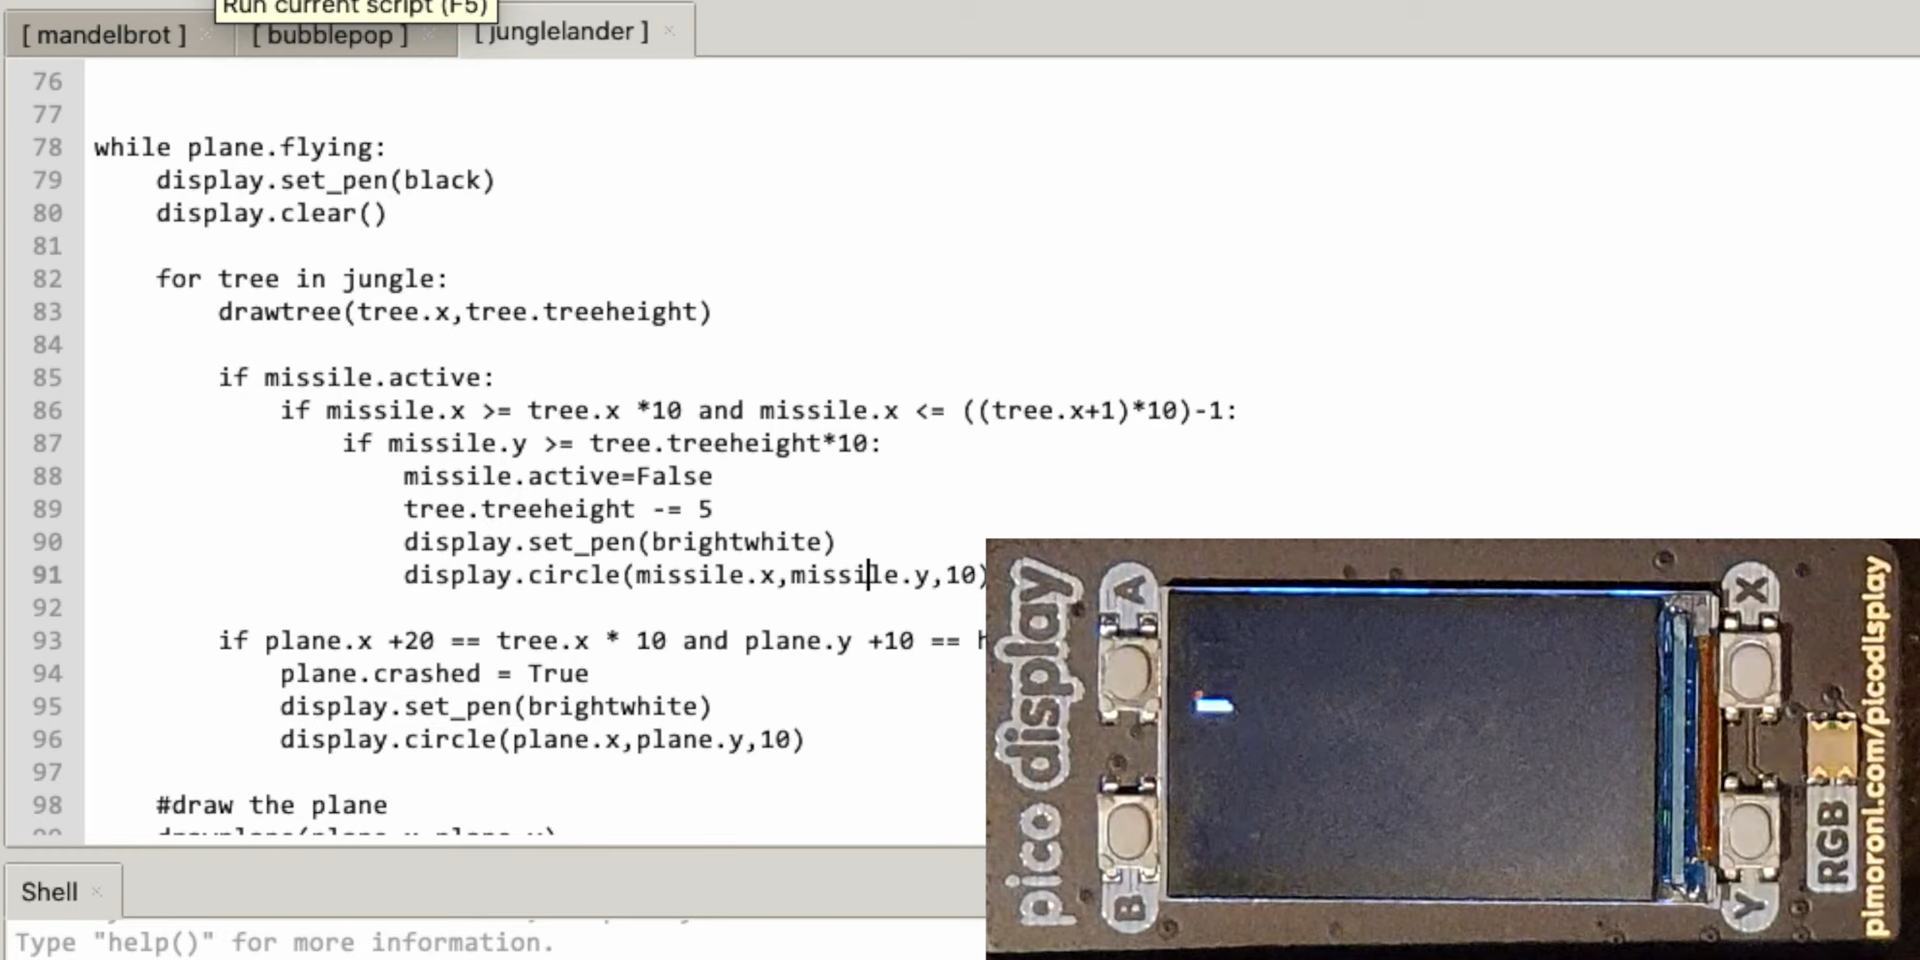 Run current script (F5)
[ mandelbrot ] [ bubblepop ] [ junglelander ]
76
77
78 while plane.flying:
79 display.set_pen(black)
80 display.clear()
81
82 for tree in jungle:
83 drawtree(tree.x,tree.treeheight)
84
85 if missile.active:
86 if missile.x >= tree.x *10 and missile.x <= ((tree.x+1)*10)-1:
87 if missile.y >= tree.treeheight*10:
88 missile.active=False
89 tree.treeheight -= 5
90 display.set_pen(brightwhite)
91 display.circle(missile.x,missile.y,10)
92
93 if plane.x +20 == tree.x * 10 and plane.y +10 == h
94 plane.crashed = True
95 display.set_pen(brightwhite)
96 display.circle(plane.x,plane.y,10)
97
98 #draw the plane
Shell
Type "help()" for more information.
pico display
A
B
X
Y
RGB
pimoroni.com/picodisplay